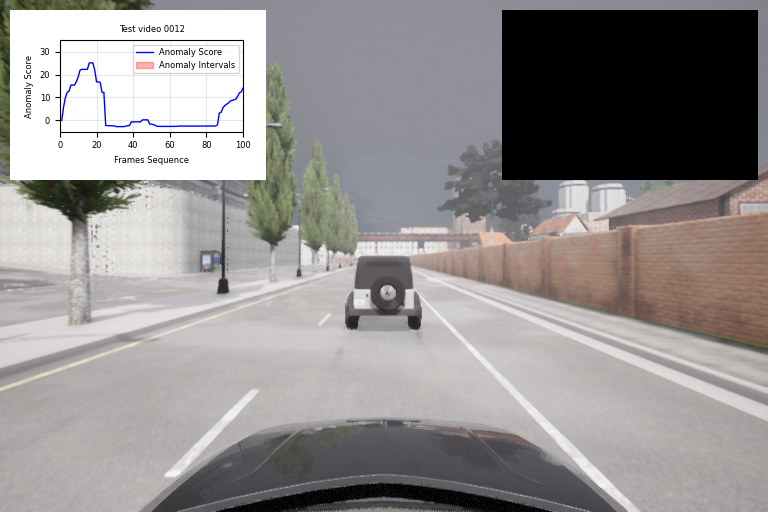 Test video 0012
Anomaly Score
Anomaly Intervals
Anomaly Score
30
20
10
0
0 20 40 60 80 100
Frames Sequence